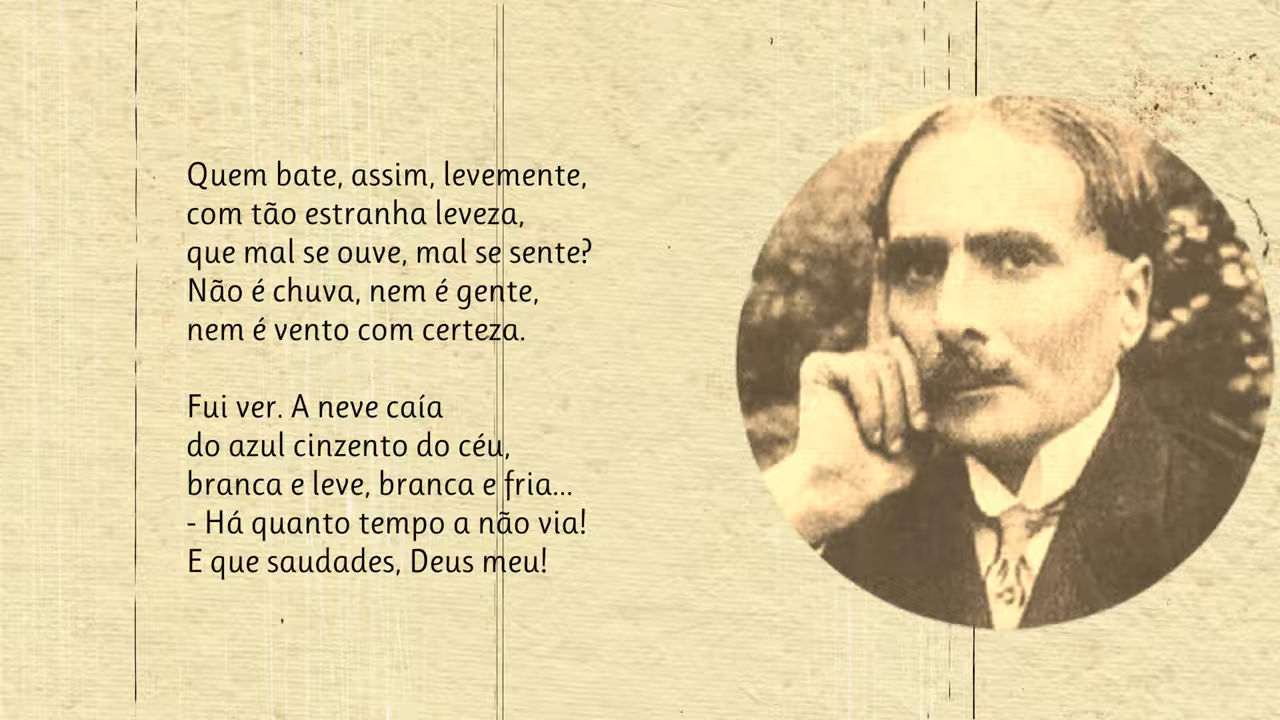 Quem bate, assim, levemente,
com tão estranha leveza,
que mal se ouve, mal se sente?
Não é chuva, nem é gente,
nem é vento com certeza.
Fui ver. A neve caía
do azul cinzento do céu,
branca e leve, branca e fria...
- Há quanto tempo a não via!
E que saudades, Deus meu!